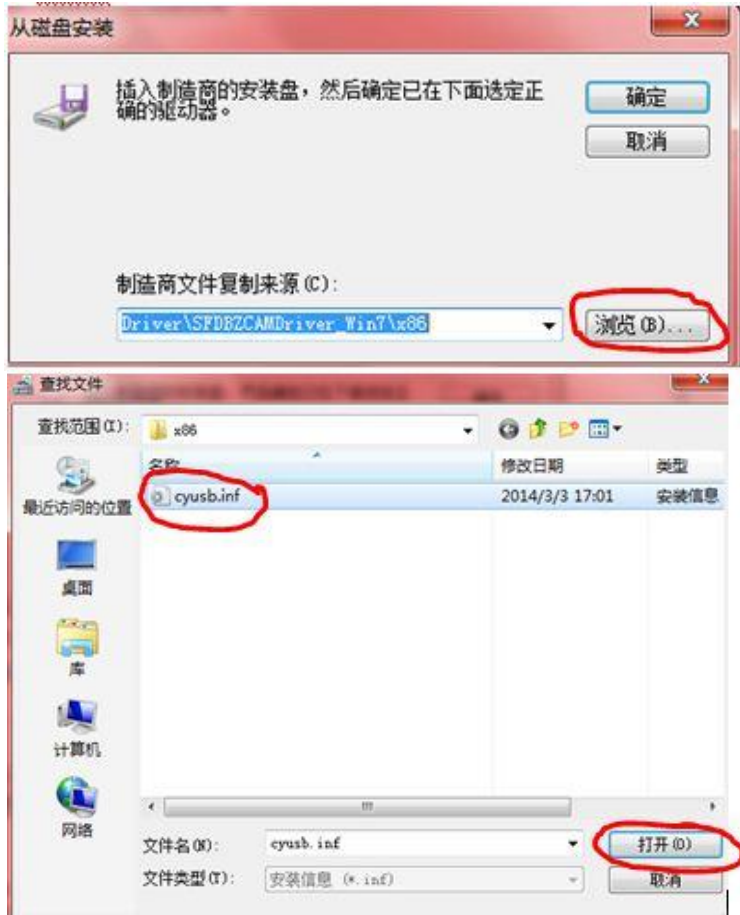 从磁盘安装
插入制造商的安装盘，然后确定已在下面选定正
确的驱动器。
确定
取消
制造商文件复制来源(C):
Driver\SFDBZCAMDriver_Win7\x86
浏览(B)...
查找文件
查找范围(I):
x86
名称
修改日期
类型
cyusb.inf
2014/3/3 17:01
安装信息
最近访问的位置
桌面
库
计算机
网络
文件名(N):
cyusb.inf
打开(O)
文件类型(T):
安装信息 (*.inf)
取消